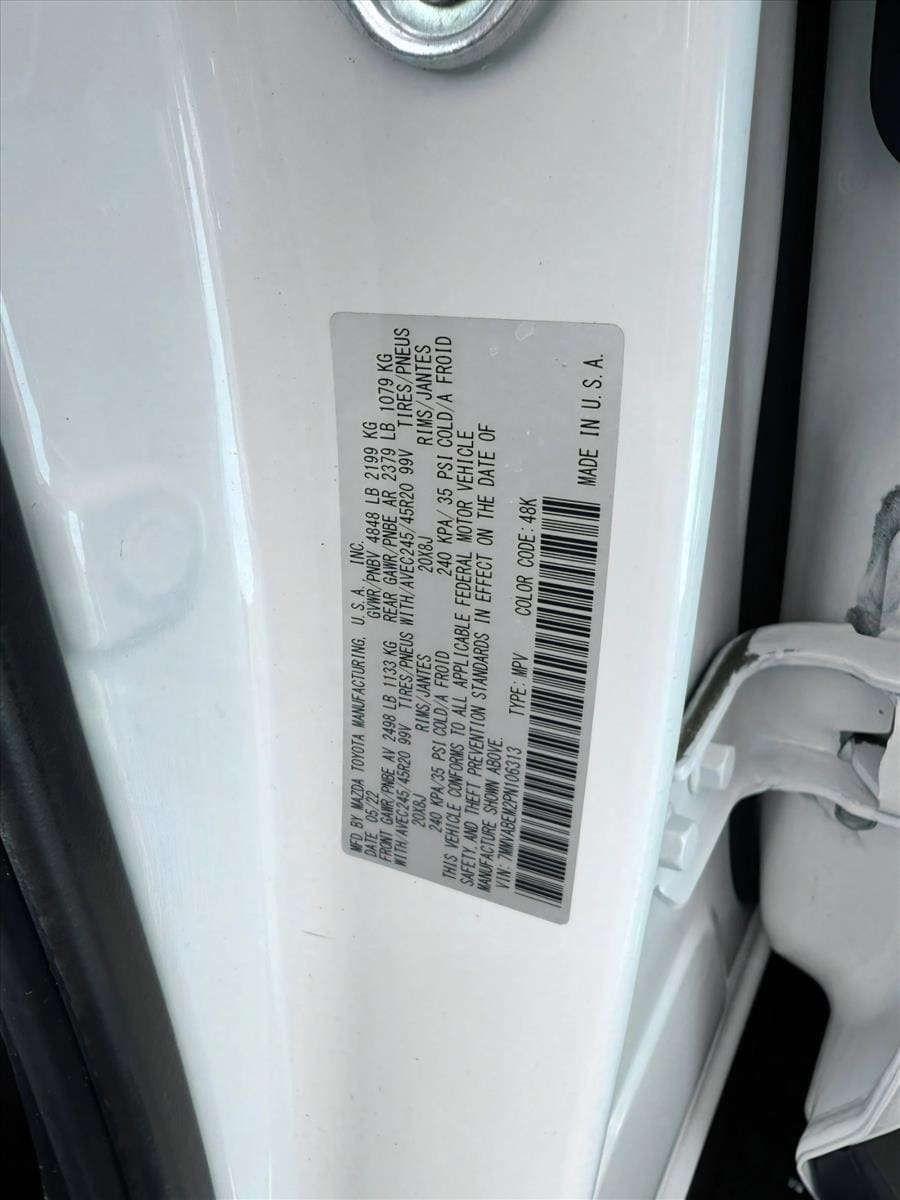 MFD BY MAZDA TOYOTA MANUFACTURING, U.S.A., INC.
DATE 05/22 GVWR/PNBV 4848 LB 2199 KG
FRONT GAWR/PNBE AV 2498 LB 1133 KG REAR GAWR/PNBE AR 2379 LB 1079 KG
WITH/AVEC245/45R20 99V TIRES/PNEUS WITH/AVEC245/45R20 99V TIRES/PNEUS
20X8J RIMS/JANTES 20X8J RIMS/JANTES
240 KPA/35 PSI COLD/A FROID 240 KPA/ 35 PSI COLD/A FROID
THIS VEHICLE CONFORMS TO ALL APPLICABLE FEDERAL MOTOR VEHICLE
SAFETY, AND THEFT PREVENTION STANDARDS IN EFFECT ON THE DATE OF
MANUFACTURE SHOWN ABOVE.
VIN: 7MMVABEM2PN106313 TYPE: MPV COLOR CODE: 48K
MADE IN U.S.A.